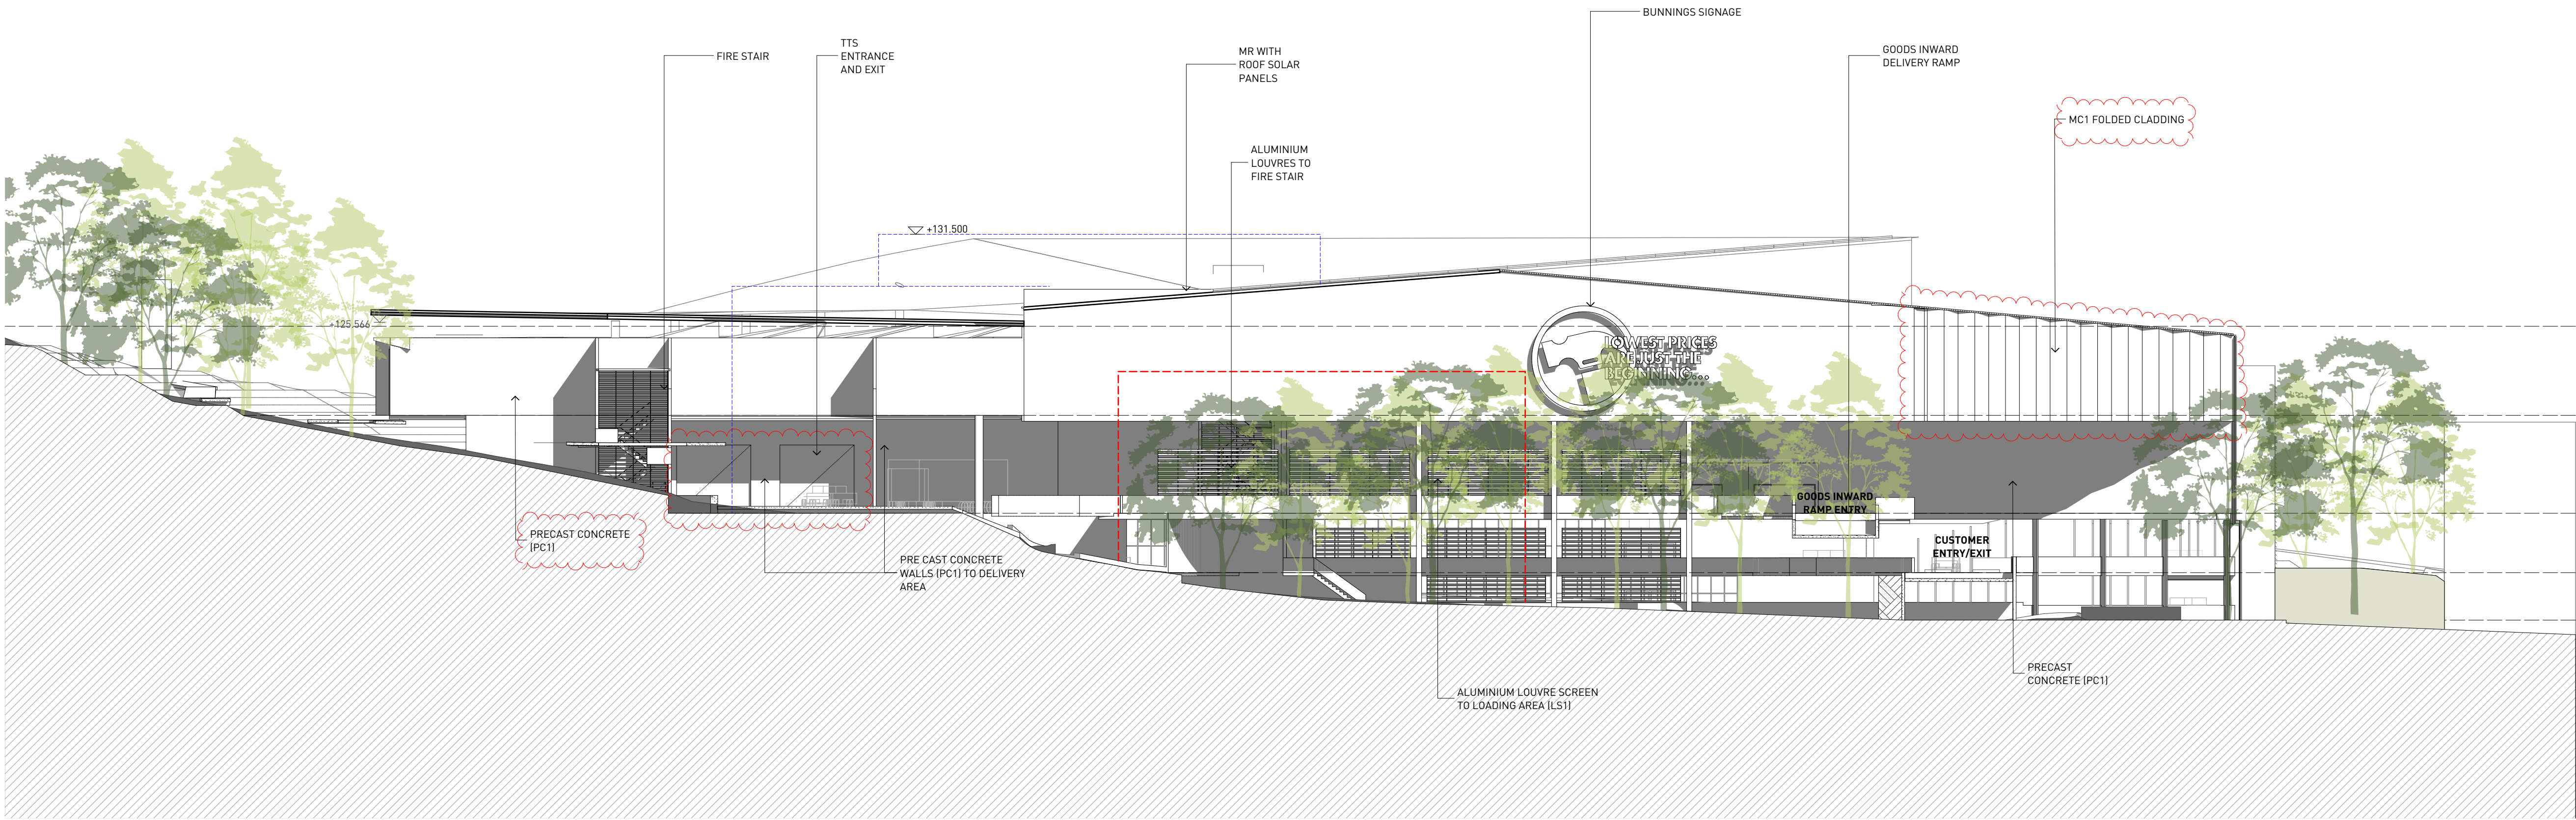 BUNNINGS SIGNAGE
FIRE STAIR
TTS
ENTRANCE
AND EXIT
MR WITH
ROOF SOLAR
PANELS
GOODS INWARD
DELIVERY RAMP
MC1 FOLDED CLADDING
ALUMINIUM
LOUVRES TO
FIRE STAIR
+131.500
+125.566
LOWEST PRICES
ARE JUST THE
BEGINNING...
GOODS INWARD
RAMP ENTRY
CUSTOMER
ENTRY/EXIT
PRECAST CONCRETE
(PC1)
PRE CAST CONCRETE
WALLS (PC1) TO DELIVERY
AREA
ALUMINIUM LOUVRE SCREEN
TO LOADING AREA (LS1)
PRECAST
CONCRETE (PC1)